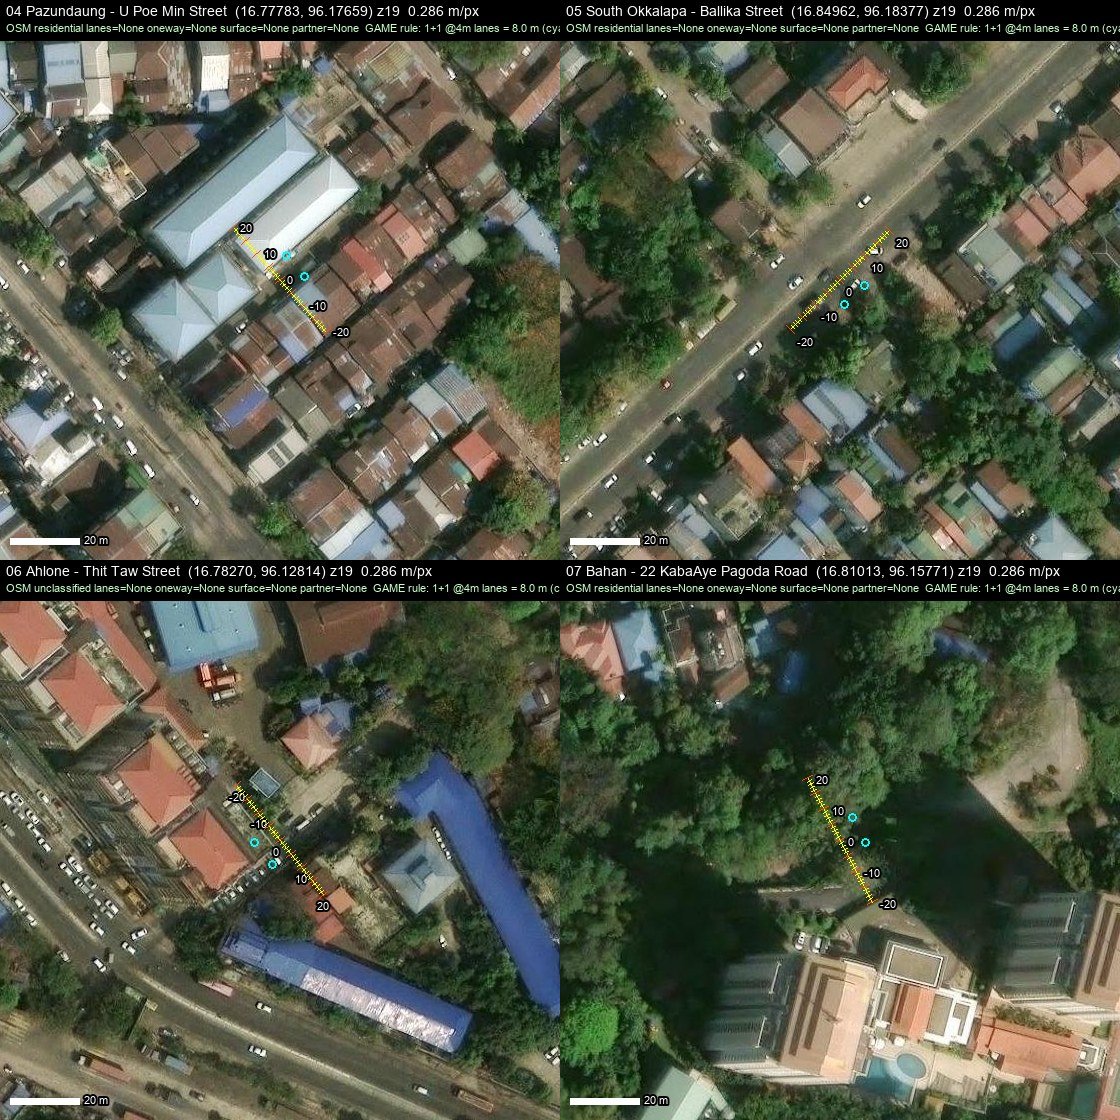 04 Pazundaung - U Poe Min Street (16.77783, 96.17659) z19 0.286 m/px
OSM residential lanes=None oneway=None surface=None partner=None GAME rule: 1+1 @4m lanes = 8.0 m (cya
20
10
0
-10
-20
20 m
05 South Okkalapa - Ballika Street (16.84962, 96.18377) z19 0.286 m/px
OSM residential lanes=None oneway=None surface=None partner=None GAME rule: 1+1 @4m lanes = 8.0 m (cya
20
10
0
-10
-20
20 m
06 Ahlone - Thit Taw Street (16.78270, 96.12814) z19 0.286 m/px
OSM unclassified lanes=None oneway=None surface=None partner=None GAME rule: 1+1 @4m lanes = 8.0 m (c
-20
-10
0
10
20
20 m
07 Bahan - 22 KabaAye Pagoda Road (16.81013, 96.15771) z19 0.286 m/px
OSM residential lanes=None oneway=None surface=None partner=None GAME rule: 1+1 @4m lanes = 8.0 m (cya
20
10
0
-10
-20
20 m